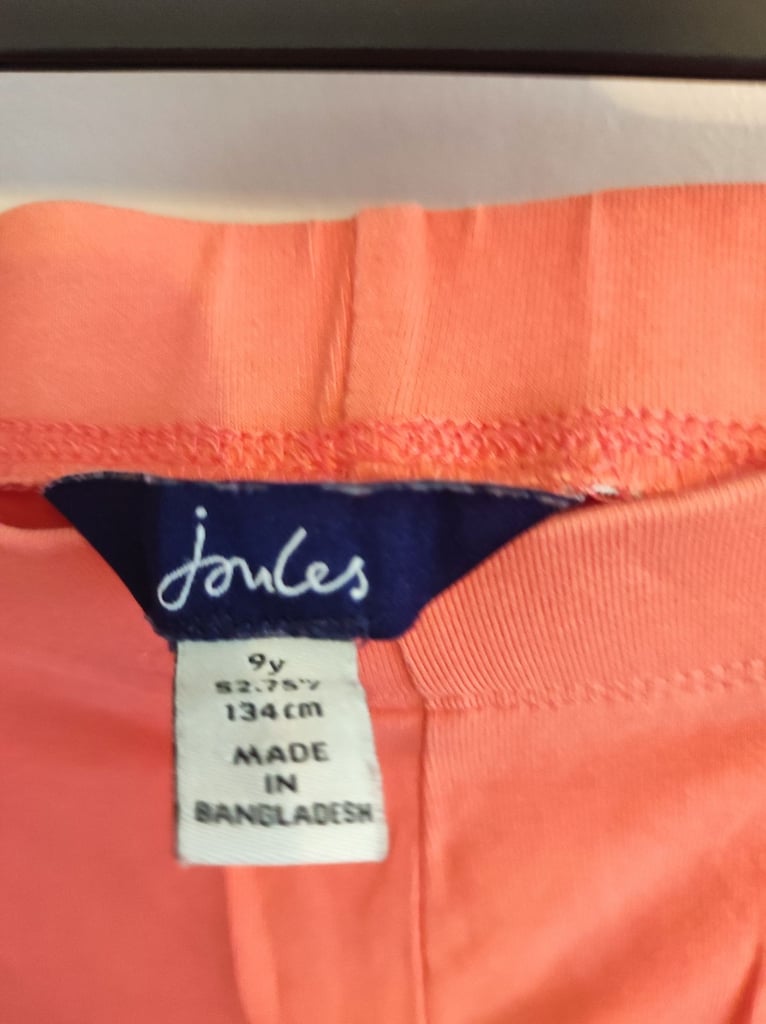 joules
9y
52.75"/
134cm
MADE
IN
BANGLADESH